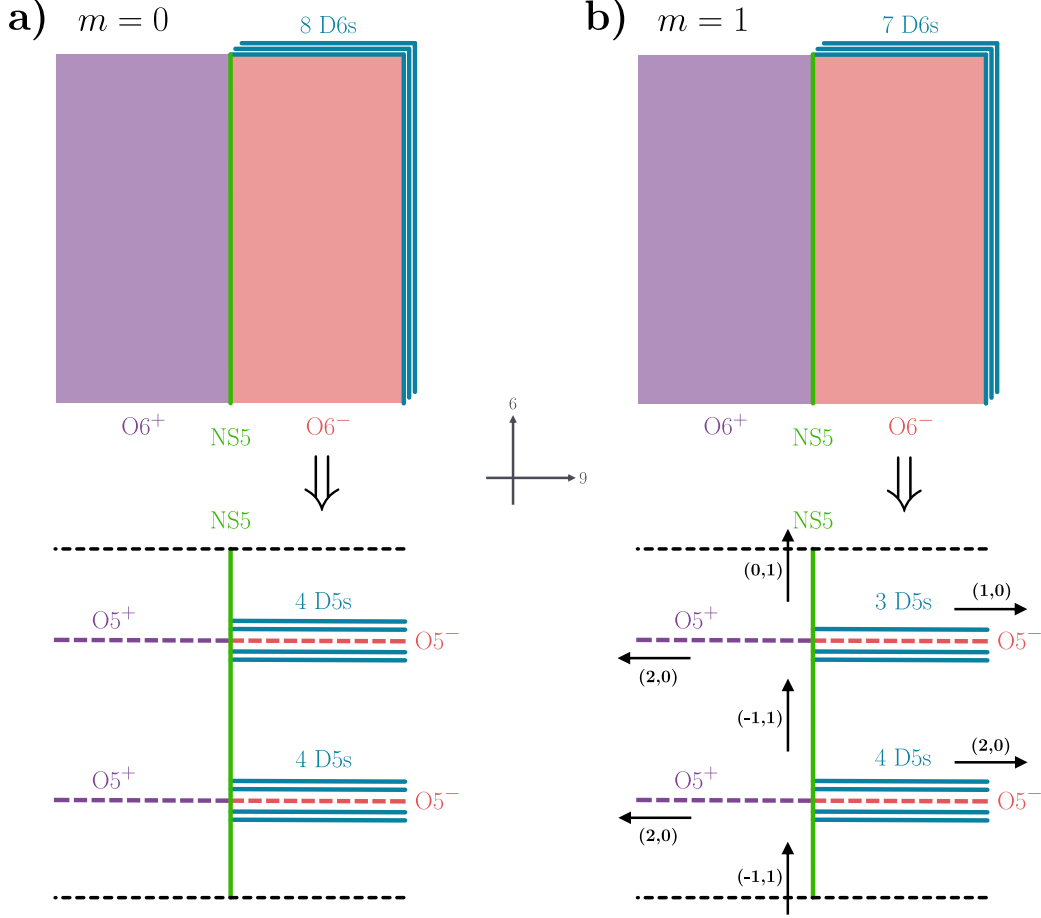 a) m = 0
8 D6s
O6⁺
NS5
O6⁻
NS5
O5⁺
4 D5s
O5⁻
O5⁺
4 D5s
O5⁻
6
9
b) m = 1
7 D6s
O6⁺
NS5
O6⁻
NS5
(0,1)
O5⁺
3 D5s
(1,0)
O5⁻
(2,0)
(-1,1)
O5⁺
4 D5s
(2,0)
O5⁻
(2,0)
(-1,1)